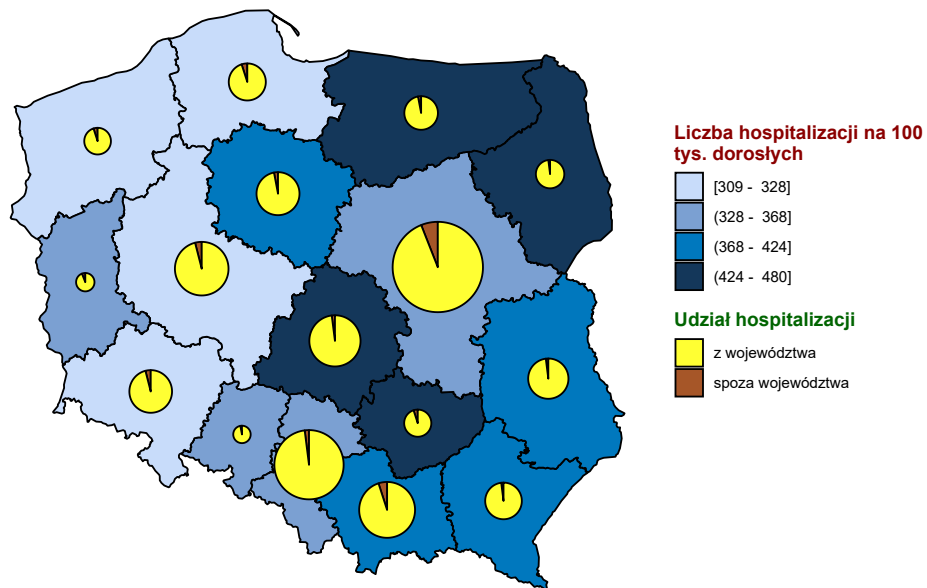 Liczba hospitalizacji na 100
tys. dorosłych
[309 - 328]
(328 - 368]
(368 - 424]
(424 - 480]
Udział hospitalizacji
z województwa
spoza województwa